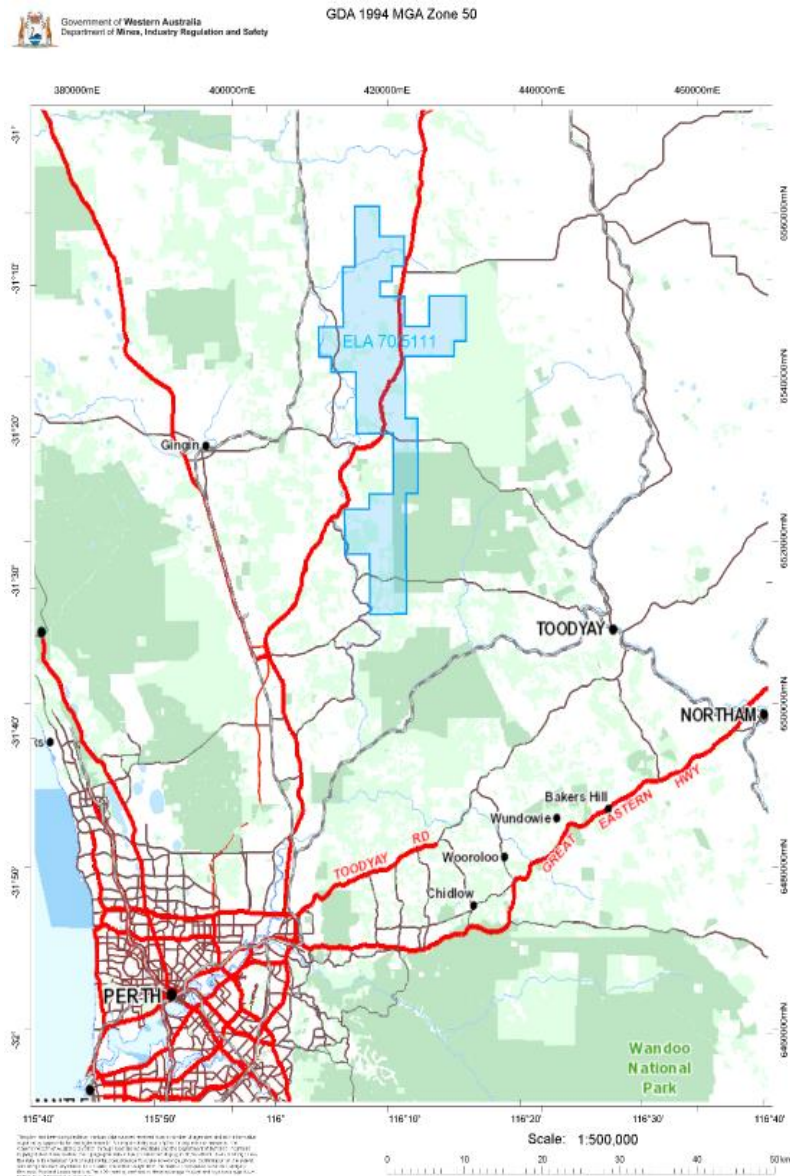 GDA 1994 MGA Zone 50
Government of Western Australia
Department of Mines, Industry Regulation and Safety
380000mE 400000mE 420000mE 440000mE 460000mE
-31°
6560000mN
-31°10'
ELA 70/5111
6540000mN
-31°20'
Gingin
6520000mN
-31°30'
TOODYAY
6500000mN
-31°40'
NORTHAM
Bakers Hill
Wundowie
GREAT EASTERN HWY
TOODYAY RD
Wooroloo
-31°50'
6480000mN
Chidlow
PERTH
-32°
6460000mN
Wandoo
National
Park
115°40' 115°50' 116° 116°10' 116°20' 116°30' 116°40'
Scale: 1:500,000
0 10 20 30 40 50km